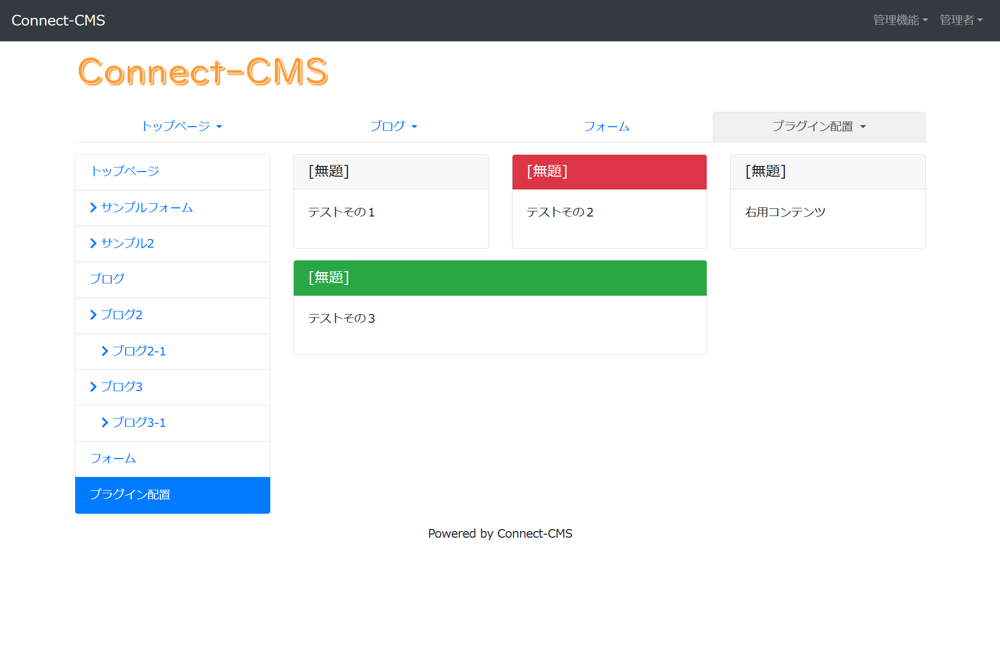 Connect-CMS
管理機能 管理者
Connect-CMS
トップページ ブログ フォーム プラグイン配置
トップページ
サンプルフォーム
サンプル2
ブログ
ブログ2
ブログ2-1
ブログ3
ブログ3-1
フォーム
プラグイン配置
[無題]
テストその１
[無題]
テストその２
[無題]
テストその３
[無題]
右用コンテンツ
Powered by Connect-CMS